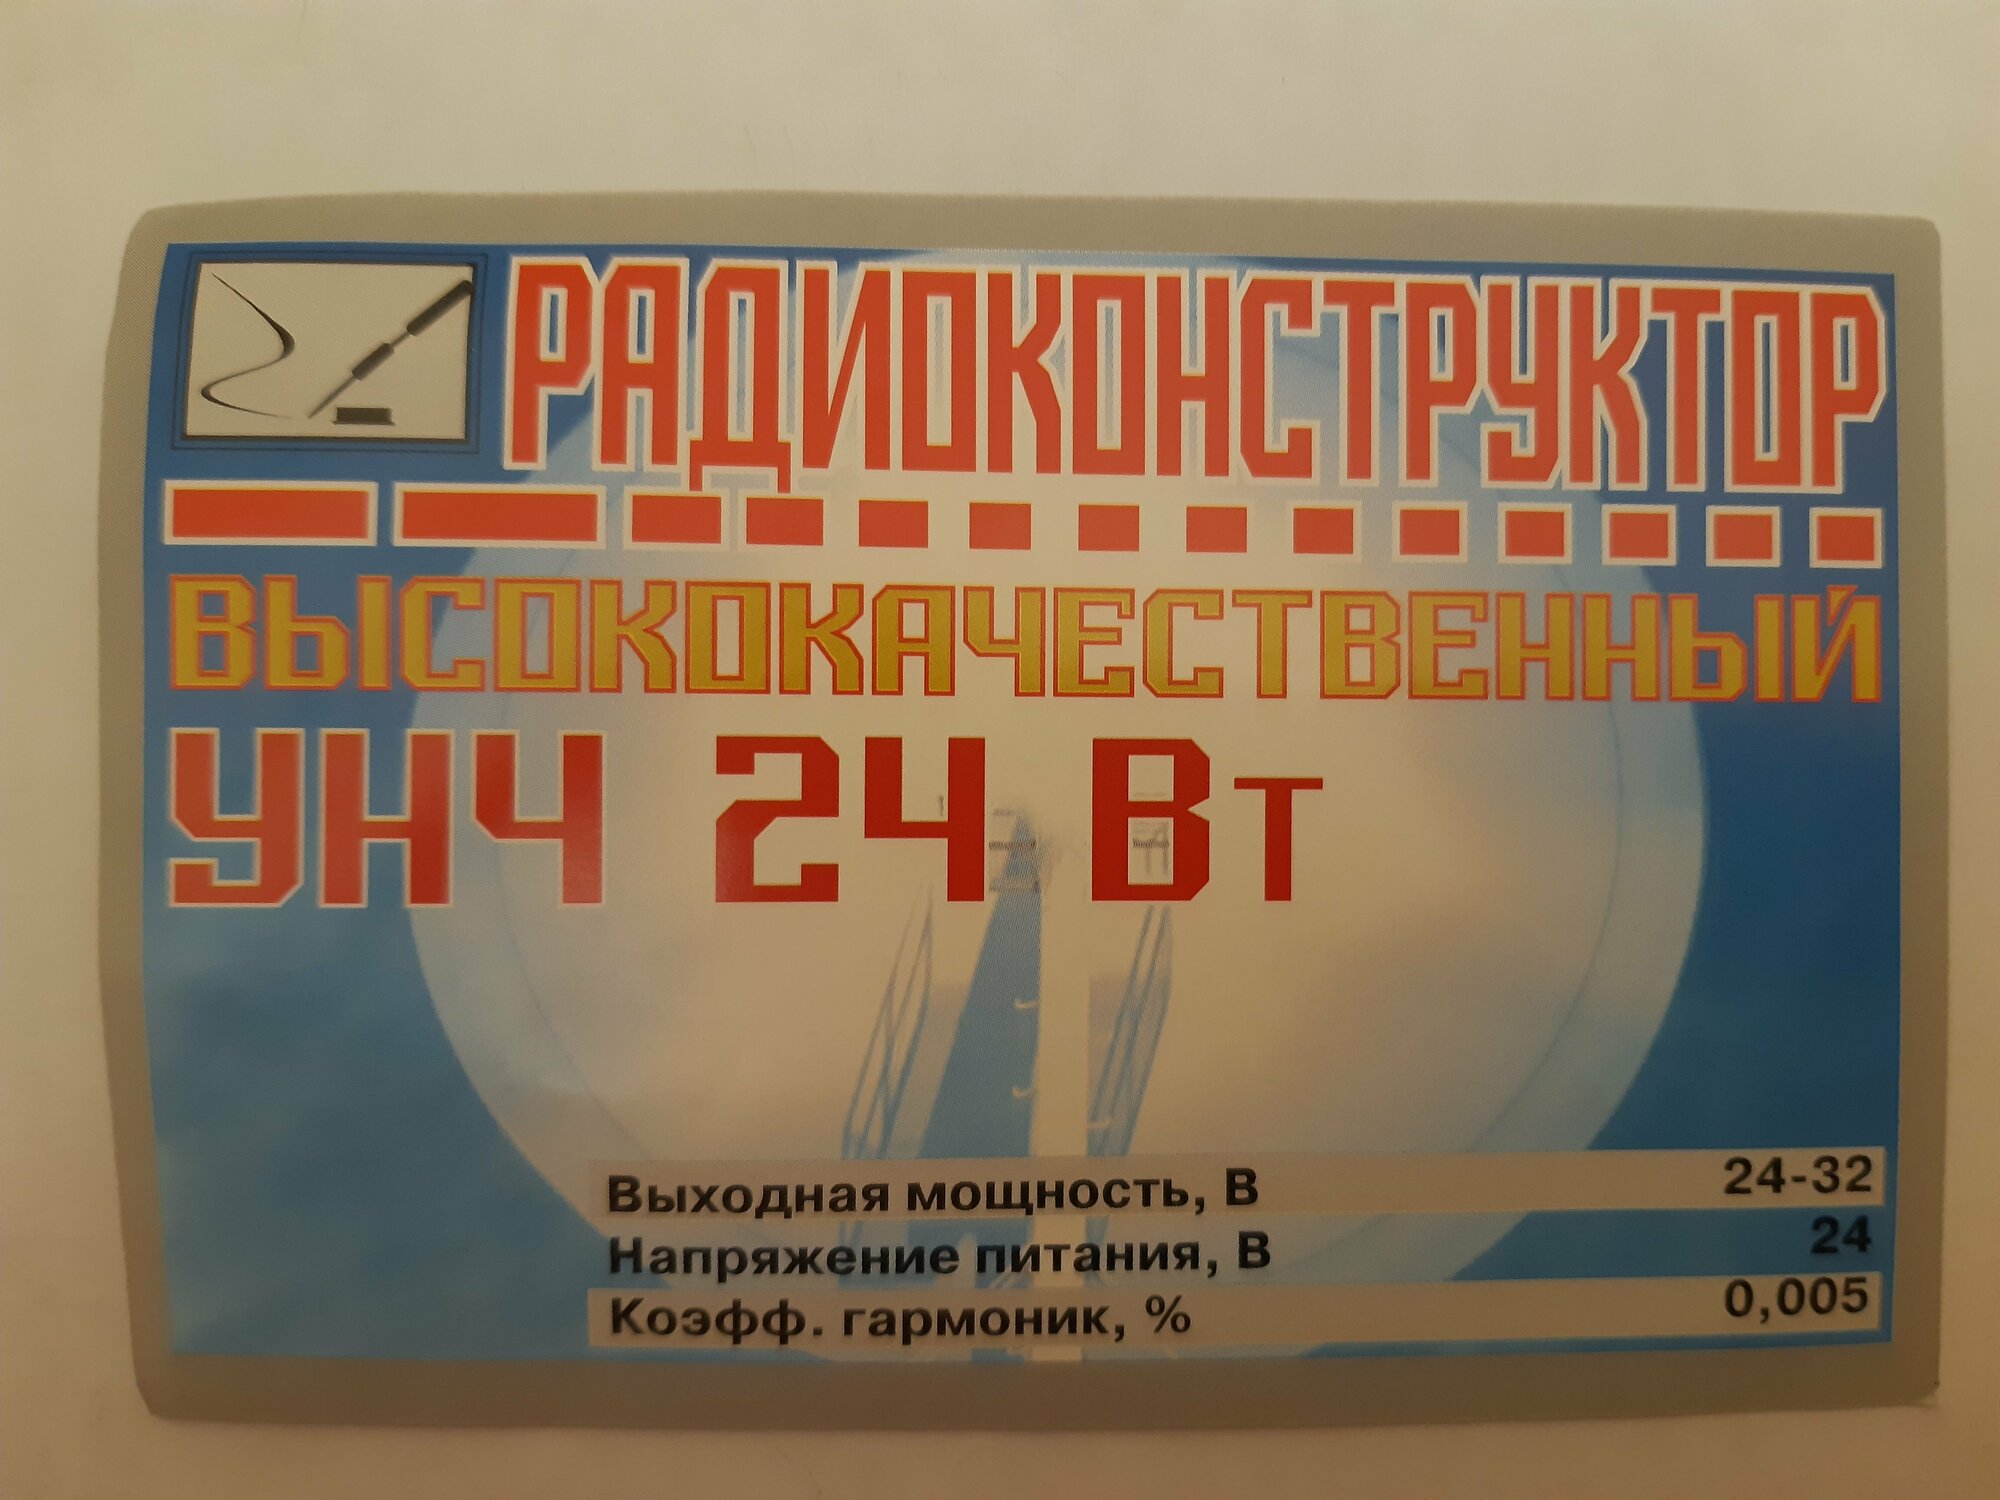 РАДИОКОНСТРУКТОР
ВЫСОКОКАЧЕСТВЕННЫЙ
УНЧ 24 Вт
Выходная мощность, В 24-32
Напряжение питания, В 24
Коэфф. гармоник, % 0,005